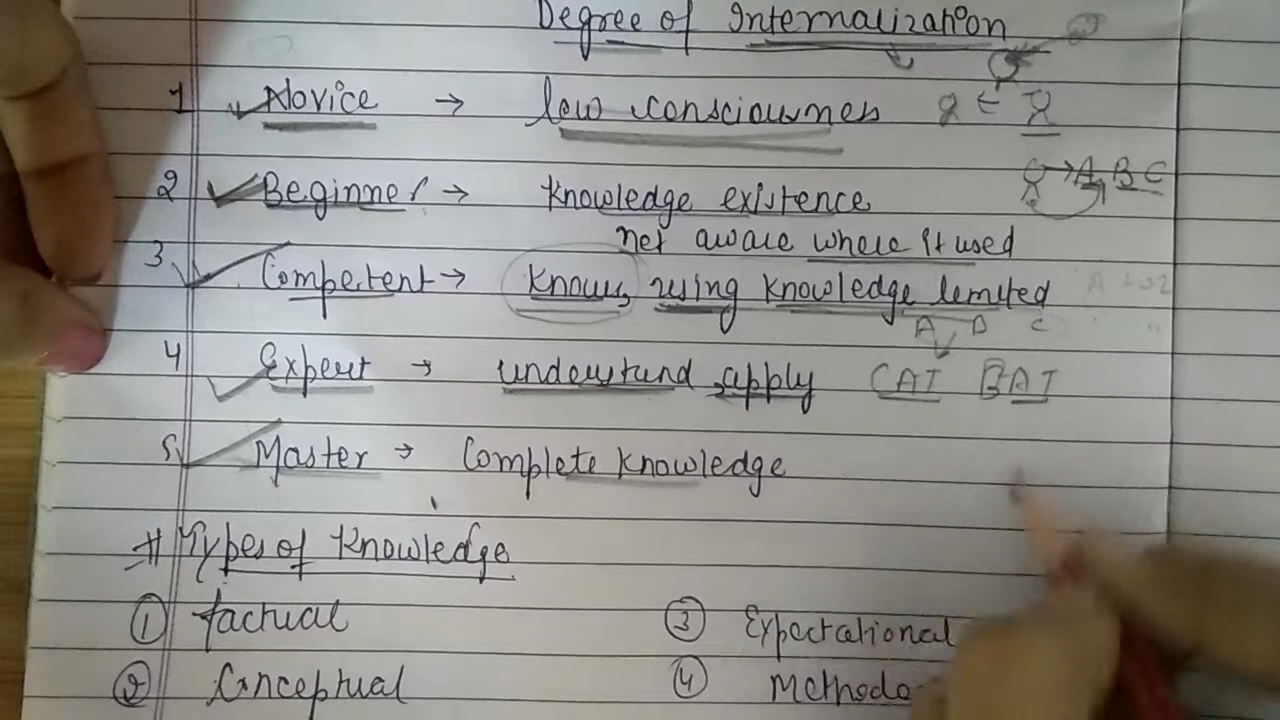 Degree of Internalization
1 Novice → low consciousness
2 Beginner → Knowledge existence
→ A B C
not aware where it used
3. Competent → Knows, using knowledge limited
A B C
4 Expert → understand, apply CAT BAT
5. Master → Complete knowledge
# Types of Knowledge
① factual ③ Expectational
② Conceptual ④ Methodo